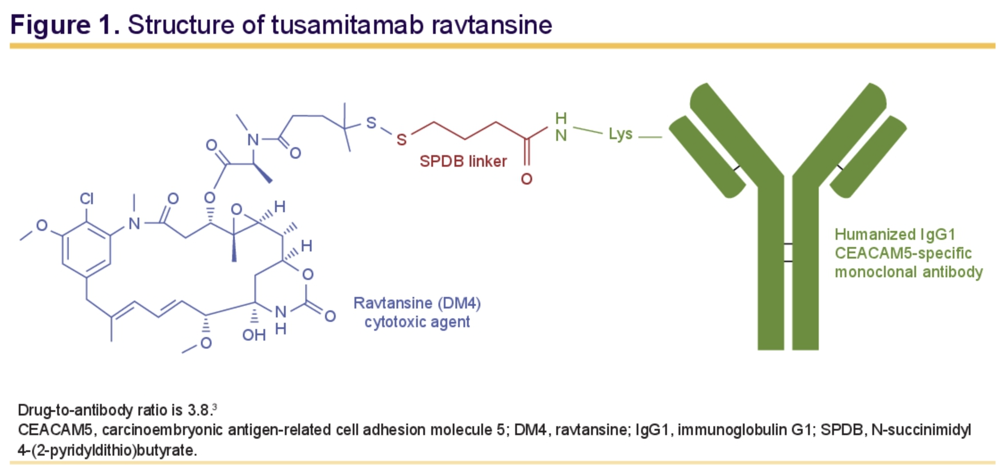 Figure 1. Structure of tusamitamab ravtansine
S
S
H
N
Lys
N
O
O
SPDB linker
O
O
Cl
O
O
N
O
O
H
H
O
O
N
H
OH
O
Ravtansine (DM4)
cytotoxic agent
Humanized IgG1
CEACAM5-specific
monoclonal antibody
Drug-to-antibody ratio is 3.8.³
CEACAM5, carcinoembryonic antigen-related cell adhesion molecule 5; DM4, ravtansine; IgG1, immunoglobulin G1; SPDB, N-succinimidyl
4-(2-pyridyldithio)butyrate.